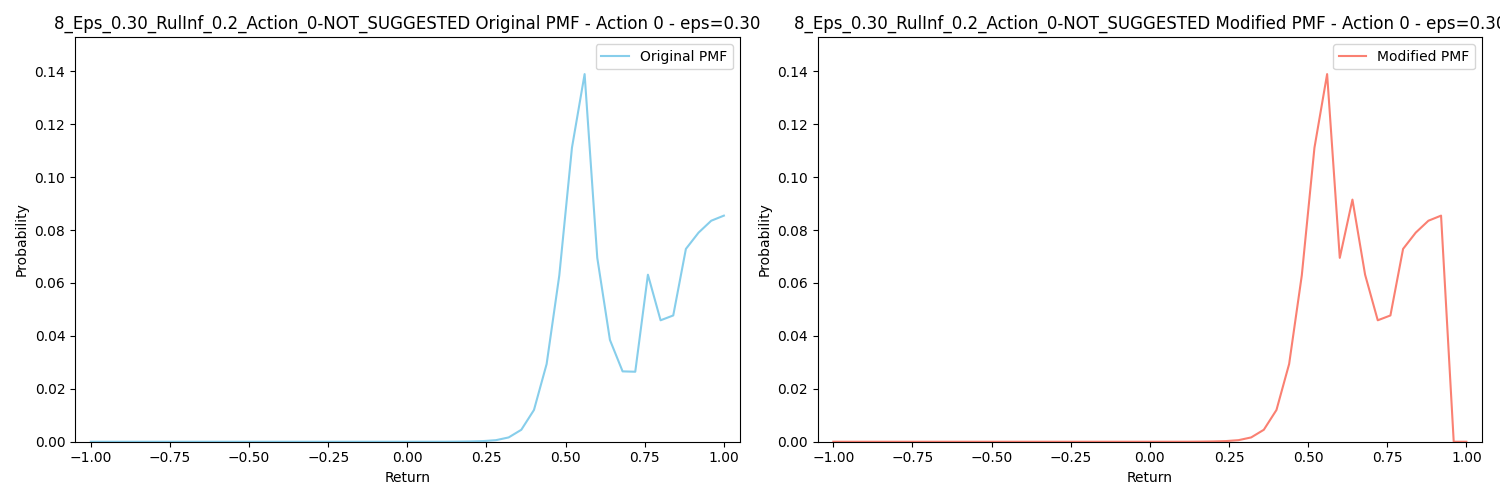 8_Eps_0.30_RulInf_0.2_Action_0-NOT_SUGGESTED Original PMF - Action 0 - eps=0.30
Original PMF
0.14
0.12
0.10
0.08
0.06
0.04
0.02
0.00
Probability
−1.00 −0.75 −0.50 −0.25 0.00 0.25 0.50 0.75 1.00
Return
8_Eps_0.30_RulInf_0.2_Action_0-NOT_SUGGESTED Modified PMF - Action 0 - eps=0.30
Modified PMF
0.14
0.12
0.10
0.08
0.06
0.04
0.02
0.00
Probability
−1.00 −0.75 −0.50 −0.25 0.00 0.25 0.50 0.75 1.00
Return